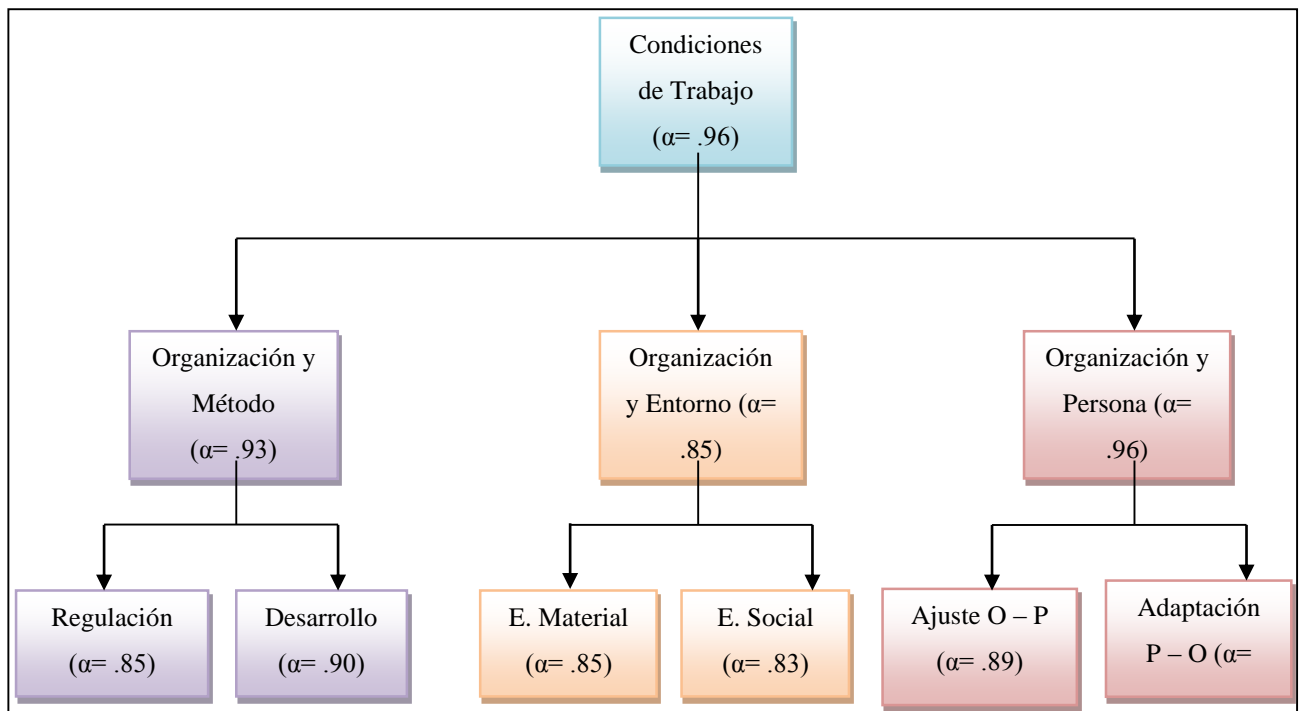 Condiciones
de Trabajo
(α= .96)
Organización y
Método
(α= .93)
Organización
y Entorno (α=
.85)
Organización y
Persona (α=
.96)
Regulación
(α= .85)
Desarrollo
(α= .90)
E. Material
(α= .85)
E. Social
(α= .83)
Ajuste O – P
(α= .89)
Adaptación
P – O (α=